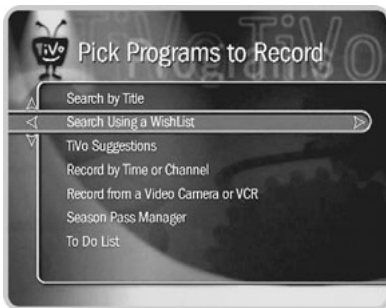 TiVo
Pick Programs to Record
Search by Title
Search Using a WishList
TiVo Suggestions
Record by Time or Channel
Record from a Video Camera or VCR
Season Pass Manager
To Do List